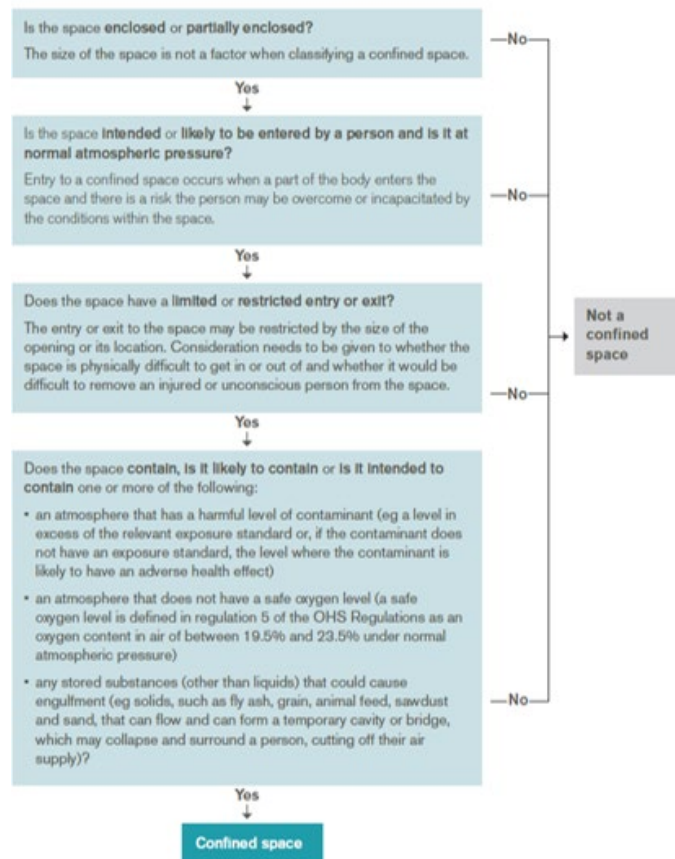 Is the space enclosed or partially enclosed?
The size of the space is not a factor when classifying a confined space.
No
Yes
Is the space intended or likely to be entered by a person and is it at
normal atmospheric pressure?
Entry to a confined space occurs when a part of the body enters the
space and there is a risk the person may be overcome or incapacitated by
the conditions within the space.
No
Yes
Does the space have a limited or restricted entry or exit?
The entry or exit to the space may be restricted by the size of the
opening or its location. Consideration needs to be given to whether the
space is physically difficult to get in or out of and whether it would be
difficult to remove an injured or unconscious person from the space.
No
Not a
confined
space
Yes
Does the space contain, is it likely to contain or is it intended to
contain one or more of the following:
• an atmosphere that has a harmful level of contaminant (eg a level in
excess of the relevant exposure standard or, if the contaminant does
not have an exposure standard, the level where the contaminant is
likely to have an adverse health effect)
• an atmosphere that does not have a safe oxygen level (a safe
oxygen level is defined in regulation 5 of the OHS Regulations as an
oxygen content in air of between 19.5% and 23.5% under normal
atmospheric pressure)
• any stored substances (other than liquids) that could cause
engulfment (eg solids, such as fly ash, grain, animal feed, sawdust
and sand, that can flow and can form a temporary cavity or bridge,
which may collapse and surround a person, cutting off their air
supply)?
No
Yes
Confined space